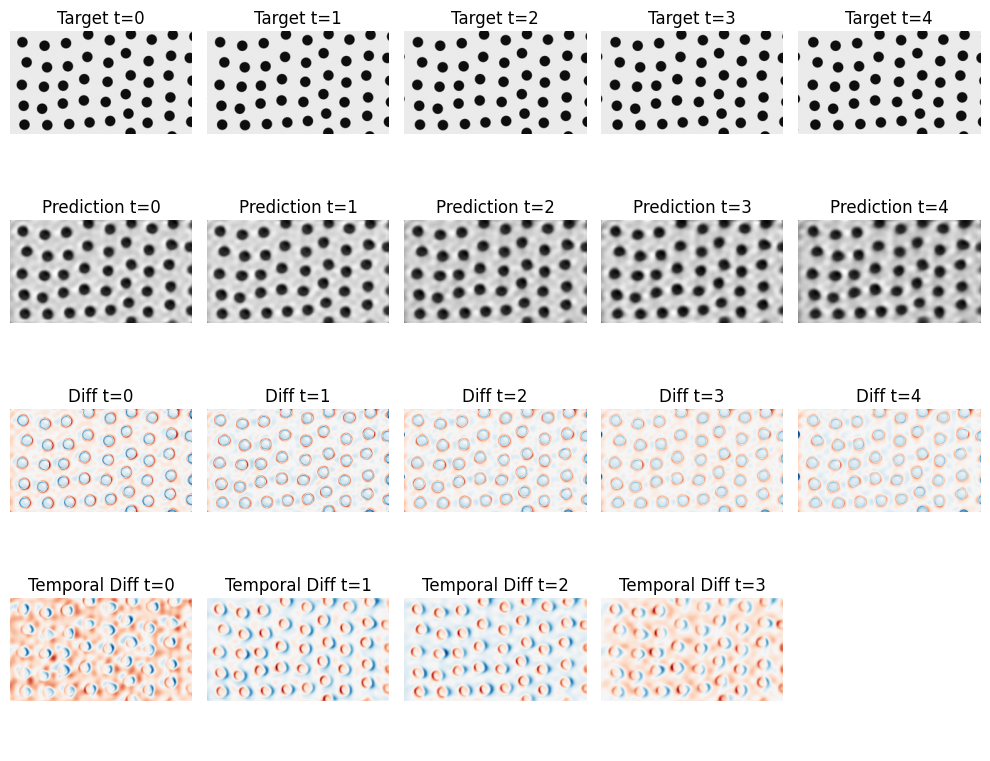 Target t=0 Target t=1 Target t=2 Target t=3 Target t=4
Prediction t=0 Prediction t=1 Prediction t=2 Prediction t=3 Prediction t=4
Diff t=0 Diff t=1 Diff t=2 Diff t=3 Diff t=4
Temporal Diff t=0 Temporal Diff t=1 Temporal Diff t=2 Temporal Diff t=3